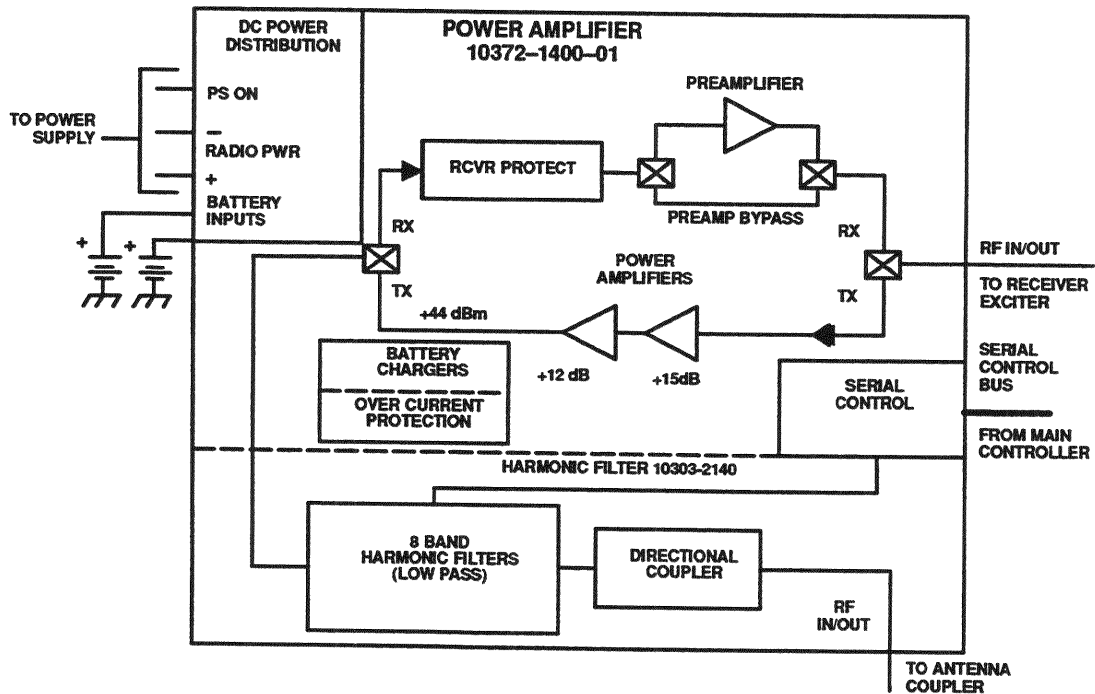 DC POWER
DISTRIBUTION
POWER AMPLIFIER
10372–1400–01
TO POWER
SUPPLY
PS ON
–
RADIO PWR
+
BATTERY
INPUTS
+
+
PREAMPLIFIER
RCVR PROTECT
PREAMP BYPASS
RX
RX
TX
TX
RF IN/OUT
TO RECEIVER
EXCITER
POWER
AMPLIFIERS
+44 dBm
+12 dB
+15dB
BATTERY
CHARGERS
OVER CURRENT
PROTECTION
SERIAL
CONTROL
SERIAL
CONTROL
BUS
FROM MAIN
CONTROLLER
HARMONIC FILTER 10303-2140
8 BAND
HARMONIC FILTERS
(LOW PASS)
DIRECTIONAL
COUPLER
RF
IN/OUT
TO ANTENNA
COUPLER